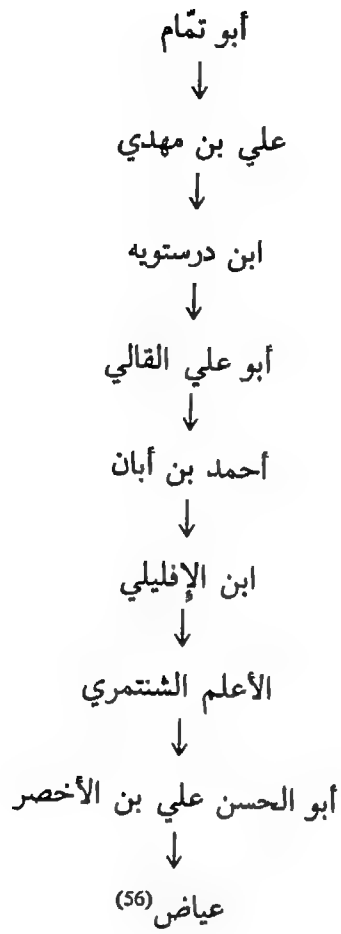 أبو تمّام
↓
علي بن مهدي
↓
ابن درستويه
↓
أبو علي القالي
↓
أحمد بن أبان
↓
ابن الإفليلي
↓
الأعلم الشنتمري
↓
أبو الحسن علي بن الأخصر
↓
عياض(56)